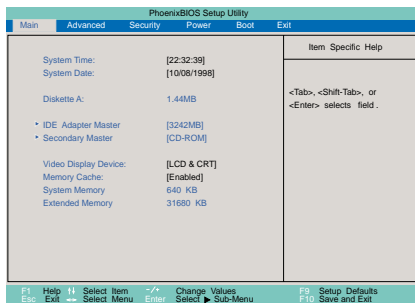 PhoenixBIOS Setup Utility
Main Advanced Security Power Boot Exit
Item Specific Help
System Time: [22:32:39]
System Date: [10/08/1998]
<Tab>, <Shift-Tab>, or
<Enter> selects field .
Diskette A: 1.44MB
‣ IDE Adapter Master [3242MB]
‣ Secondary Master [CD-ROM]
Video Display Device: [LCD & CRT]
Memory Cache: [Enabled]
System Memory 640 KB
Extended Memory 31680 KB
F1 Help ↑↓ Select Item -/+ Change Values F9 Setup Defaults
Esc Exit ↔ Select Menu Enter Select ▶ Sub-Menu F10 Save and Exit